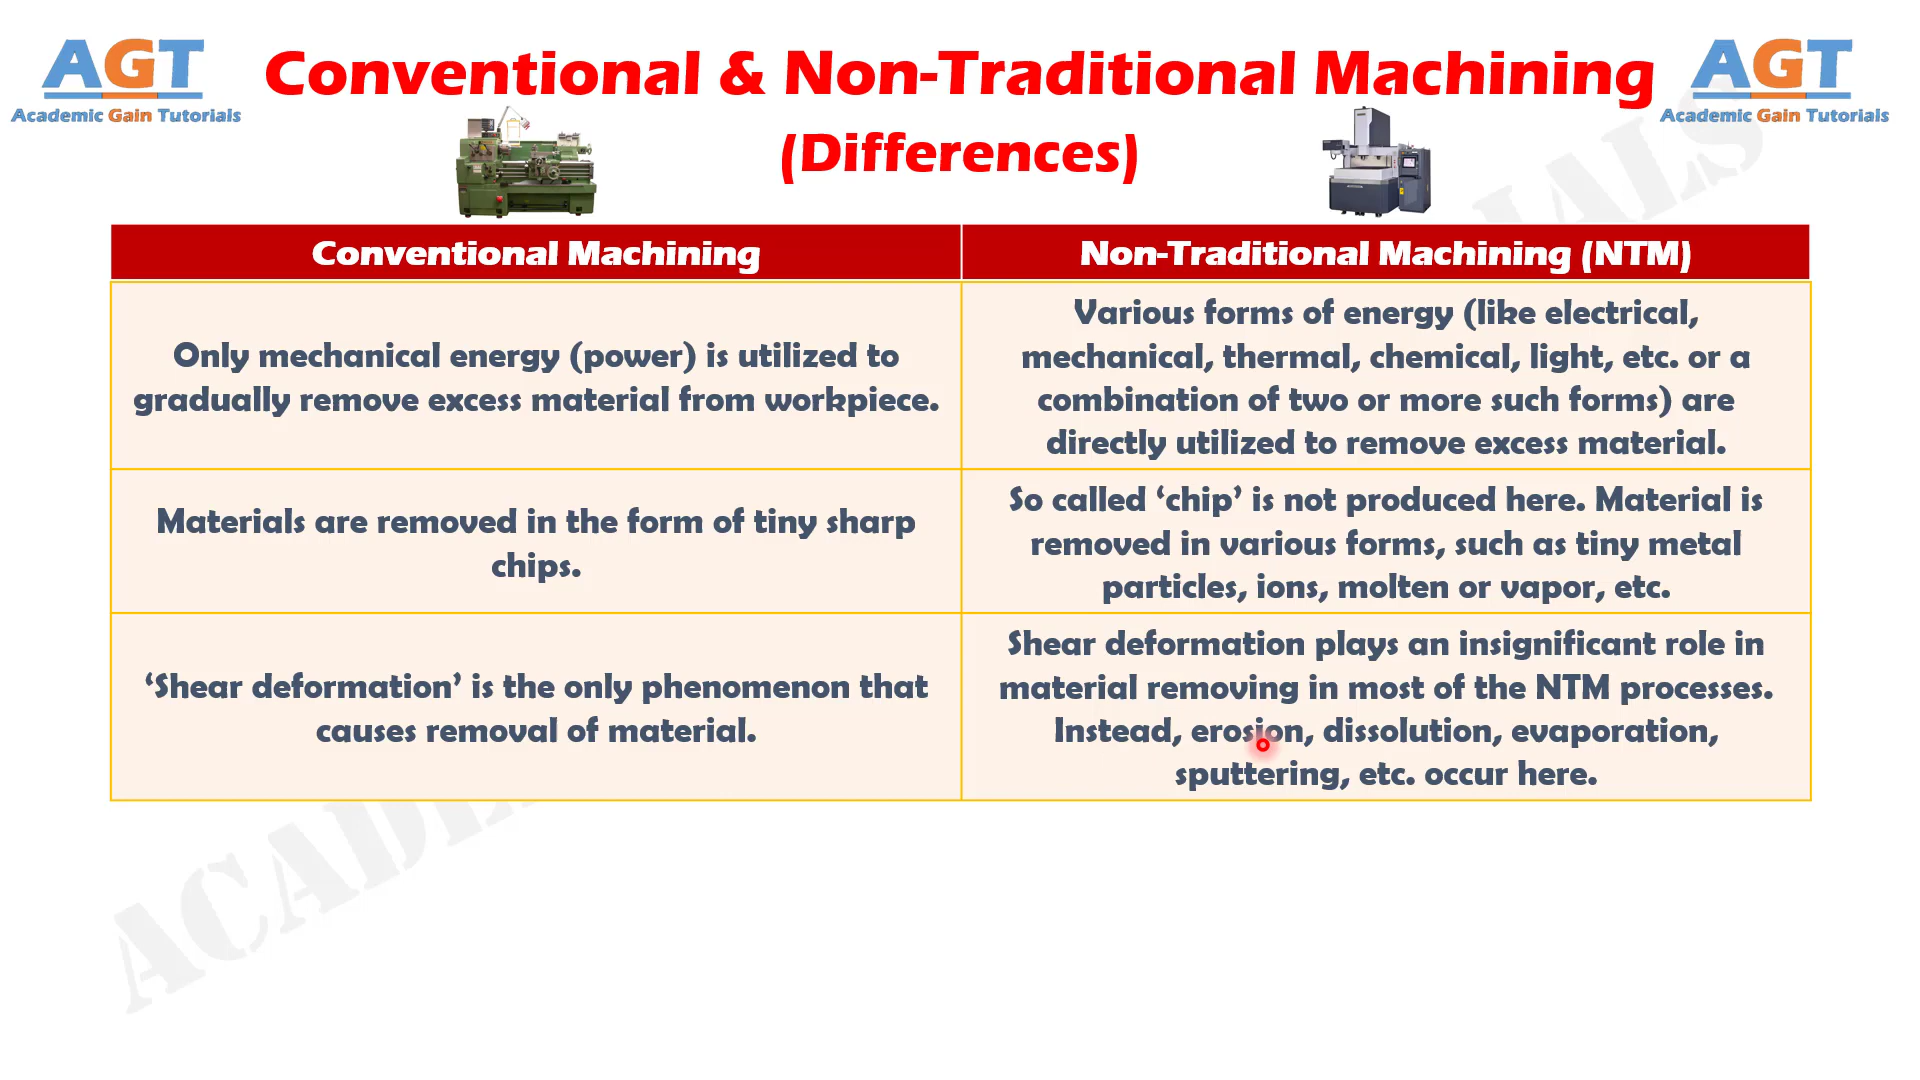 AGT
Academic Gain Tutorials
Conventional & Non-Traditional Machining
(Differences)
AGT
Academic Gain Tutorials
Conventional Machining
Non-Traditional Machining (NTM)
Only mechanical energy (power) is utilized to
gradually remove excess material from workpiece.
Various forms of energy (like electrical,
mechanical, thermal, chemical, light, etc. or a
combination of two or more such forms) are
directly utilized to remove excess material.
Materials are removed in the form of tiny sharp
chips.
So called ‘chip’ is not produced here. Material is
removed in various forms, such as tiny metal
particles, ions, molten or vapor, etc.
‘Shear deformation’ is the only phenomenon that
causes removal of material.
Shear deformation plays an insignificant role in
material removing in most of the NTM processes.
Instead, erosion, dissolution, evaporation,
sputtering, etc. occur here.